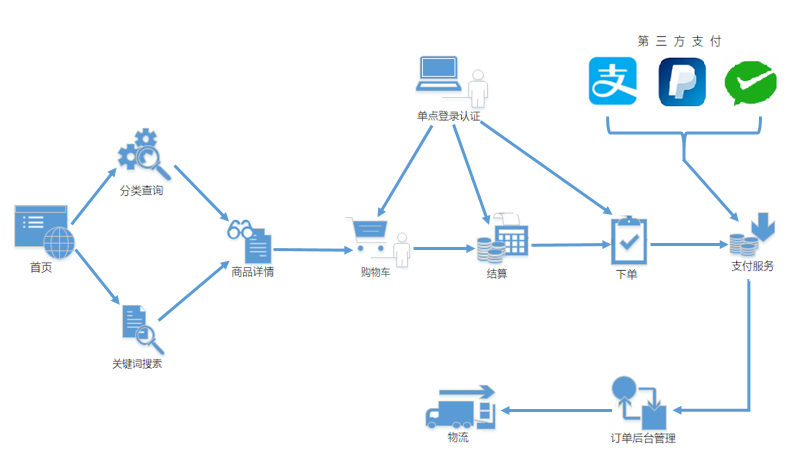 第三方支付
单点登录认证
分类查询
首页
商品详情
购物车
结算
下单
支付服务
关键词搜索
物流
订单后台管理